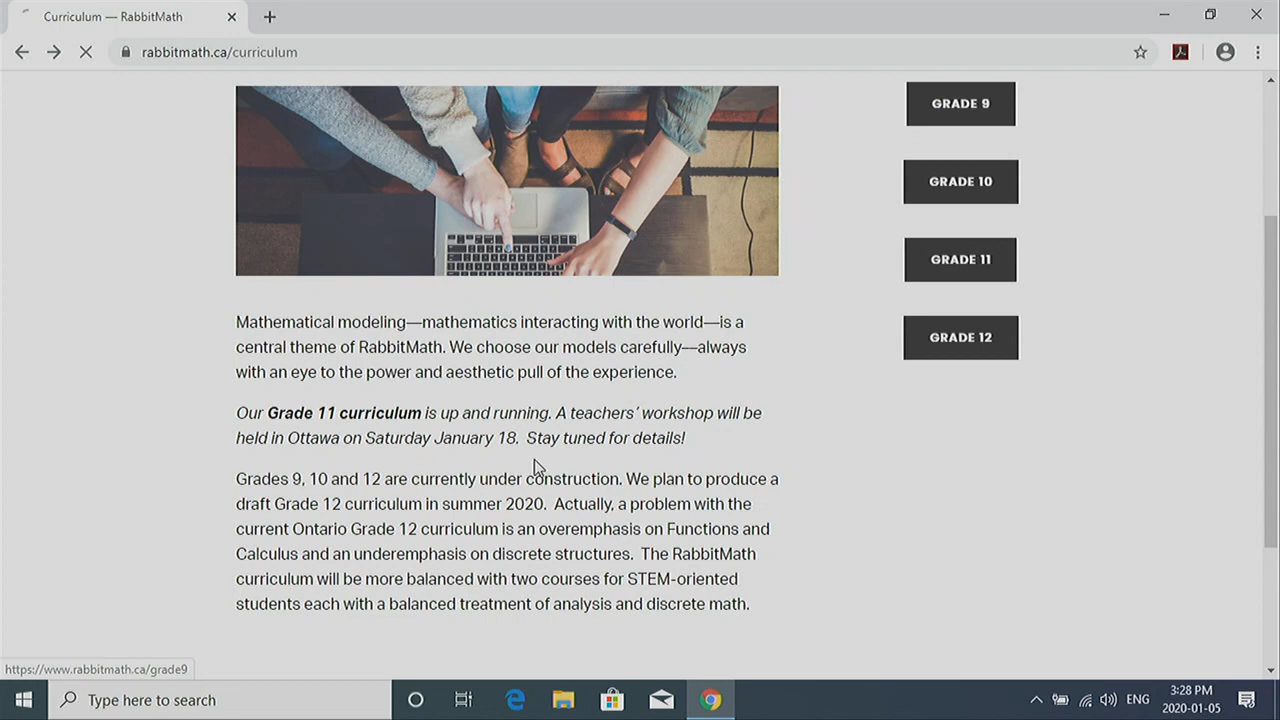 Curriculum — RabbitMath
rabbitmath.ca/curriculum
GRADE 9
GRADE 10
GRADE 11
GRADE 12
Mathematical modeling—mathematics interacting with the world—is a
central theme of RabbitMath. We choose our models carefully—always
with an eye to the power and aesthetic pull of the experience.
Our Grade 11 curriculum is up and running. A teachers’ workshop will be
held in Ottawa on Saturday January 18.  Stay tuned for details!
Grades 9, 10 and 12 are currently under construction. We plan to produce a
draft Grade 12 curriculum in summer 2020.  Actually, a problem with the
current Ontario Grade 12 curriculum is an overemphasis on Functions and
Calculus and an underemphasis on discrete structures.  The RabbitMath
curriculum will be more balanced with two courses for STEM-oriented
students each with a balanced treatment of analysis and discrete math.
https://www.rabbitmath.ca/grade9
Type here to search
ENG
3:28 PM
2020-01-05